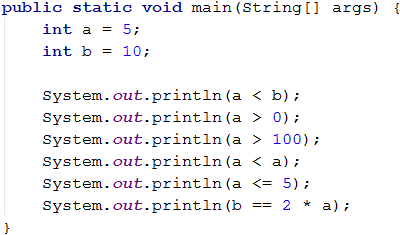 public static void main(String[] args) {
    int a = 5;
    int b = 10;

    System.out.println(a < b);
    System.out.println(a > 0);
    System.out.println(a > 100);
    System.out.println(a < a);
    System.out.println(a <= 5);
    System.out.println(b == 2 * a);
}